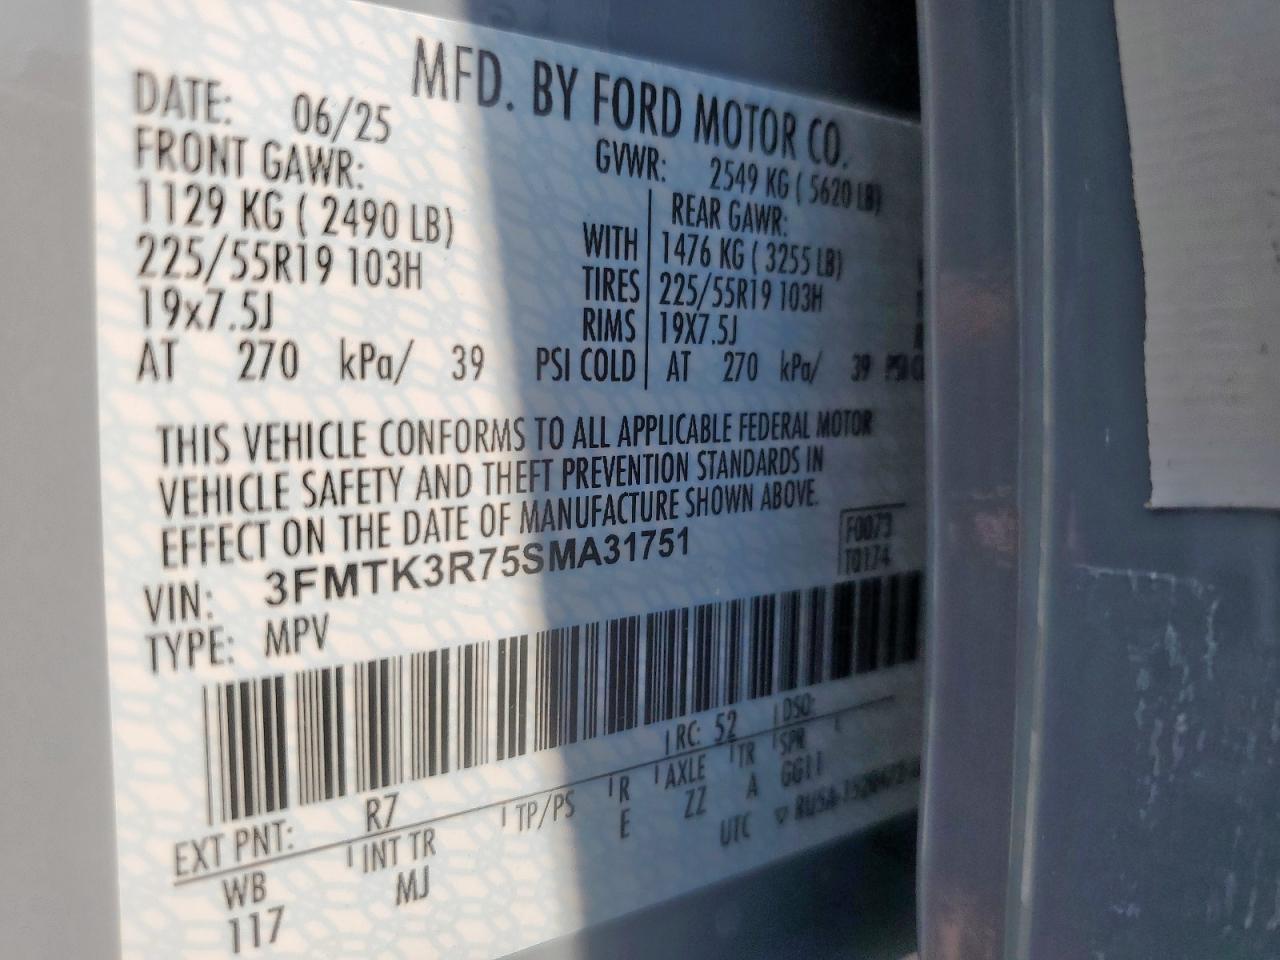 MFD. BY FORD MOTOR CO.
DATE: 06/25 GVWR: 2549 KG ( 5620 LB)
FRONT GAWR: REAR GAWR:
1129 KG ( 2490 LB) WITH 1476 KG ( 3255 LB)
225/55R19 103H TIRES 225/55R19 103H
19x7.5J RIMS 19X7.5J
AT 270 kPa/ 39 PSI COLD AT 270 kPa/ 39 PSI
THIS VEHICLE CONFORMS TO ALL APPLICABLE FEDERAL MOTOR
VEHICLE SAFETY AND THEFT PREVENTION STANDARDS IN
EFFECT ON THE DATE OF MANUFACTURE SHOWN ABOVE.
VIN: 3FMTK3R75SMA31751
F0073
T0174
TYPE: MPV
EXT PNT: R7 RC: 52 DSO:
WB INT TR TP/PS R AXLE TR SPR
117 MJ E ZZ A GG11
UTC